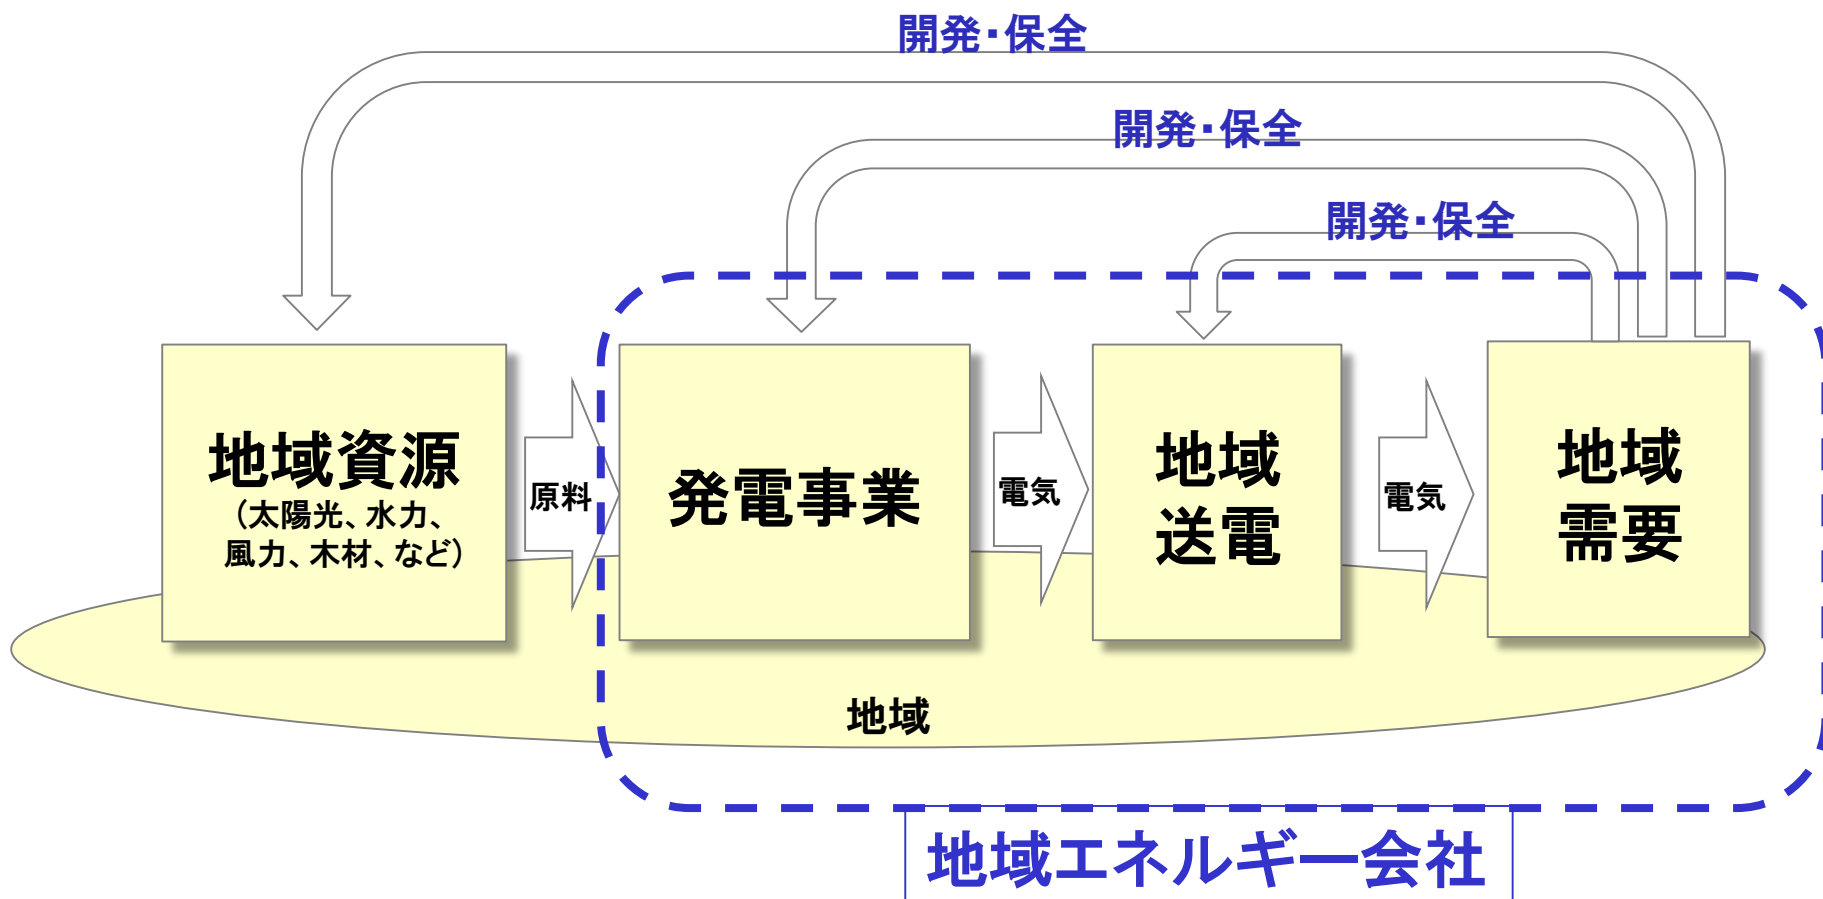 開発・保全
開発・保全
開発・保全
地域資源
（太陽光、水力、
風力、木材、など）
原料
発電事業
電気
地域
送電
電気
地域
需要
地域
地域エネルギー会社